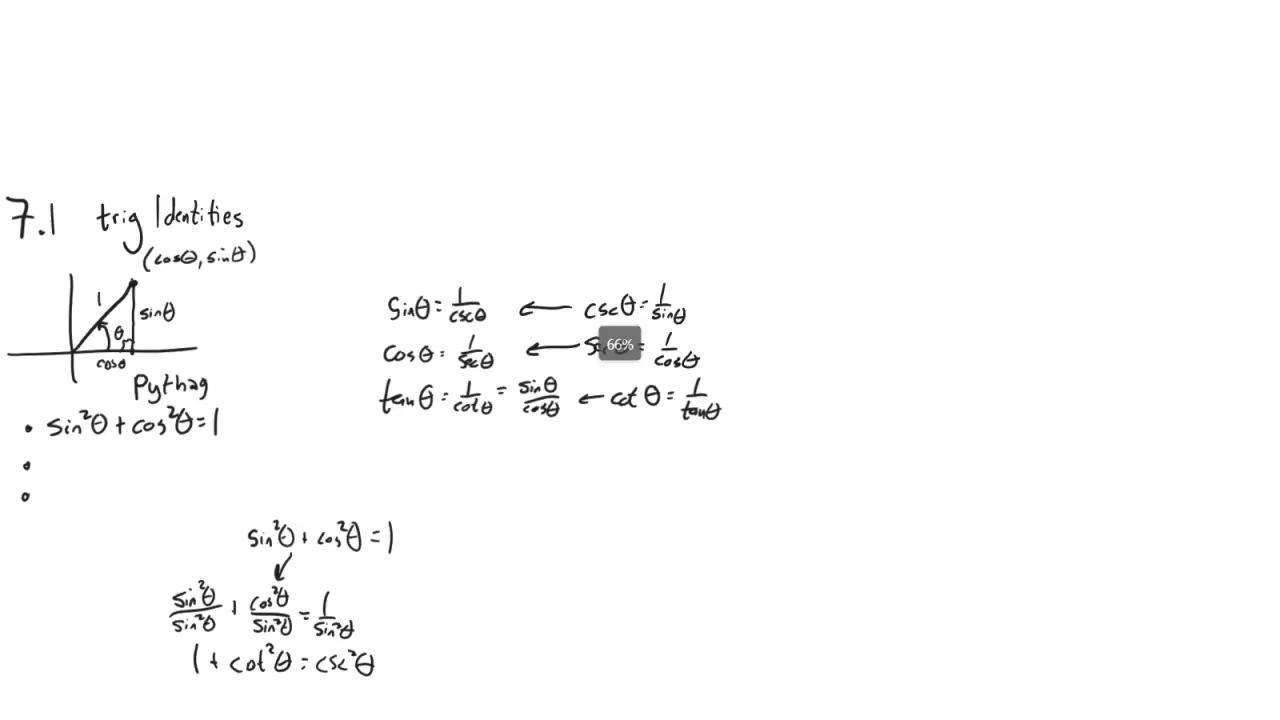 7.1 trig Identities
(cosθ, sinθ)
1
sinθ
θ
cosθ
Pythag
• sin²θ + cos²θ = 1
•
•
sinθ = 1/cscθ ← cscθ = 1/sinθ
cosθ = 1/secθ ← 66% = 1/cosθ
tanθ = 1/cotθ = sinθ/cosθ ← cotθ = 1/tanθ
sin²θ + cos²θ = 1
sin²θ/sin²θ + cos²θ/sin²θ = 1/sin²θ
1 + cot²θ = csc²θ